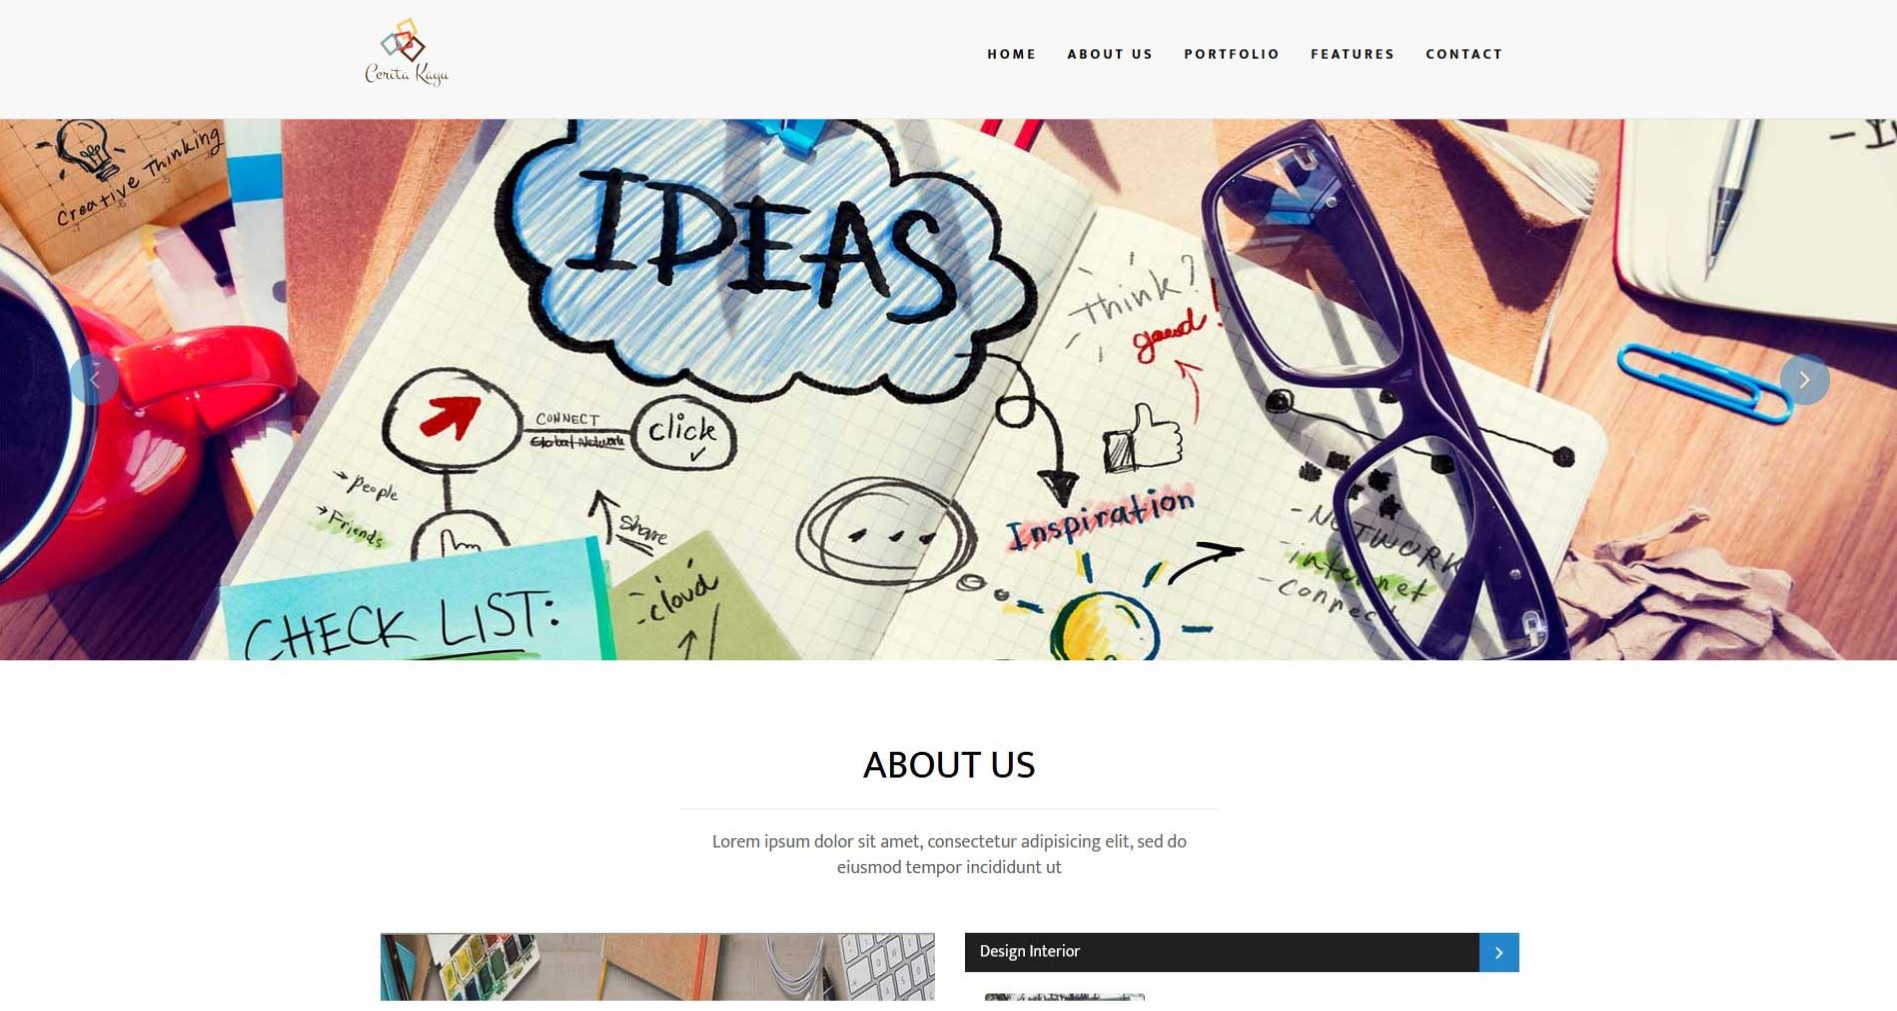 Cerita Kayu
HOME ABOUT US PORTFOLIO FEATURES CONTACT
Creative Thinking
IDEAS
Think?
good!
CONNECT
Global Network
click
people
Friends
share
Inspiration
- NETWORK
- internet
- connect
CHECK LIST:
- cloud
ABOUT US
Lorem ipsum dolor sit amet, consectetur adipisicing elit, sed do
eiusmod tempor incididunt ut
Design Interior